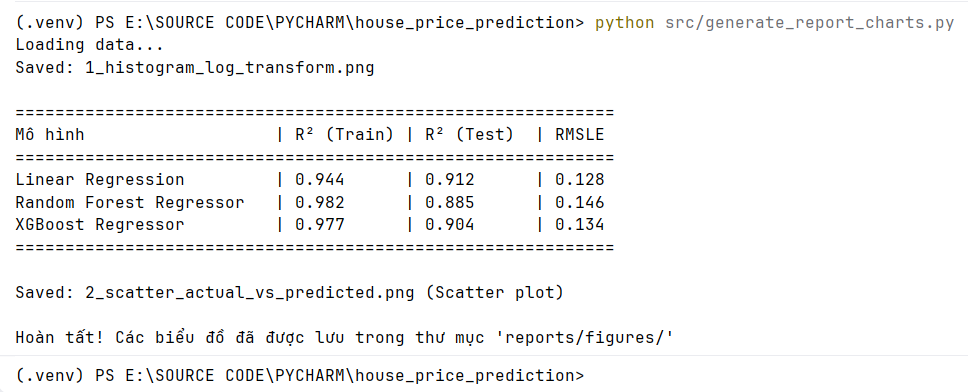 (.venv) PS E:\SOURCE CODE\PYCHARM\house_price_prediction> python src/generate_report_charts.py
Loading data...
Saved: 1_histogram_log_transform.png
============================================================
Mô hình                   | R² (Train) | R² (Test)  | RMSLE
============================================================
Linear Regression         | 0.944      | 0.912      | 0.128
Random Forest Regressor   | 0.982      | 0.885      | 0.146
XGBoost Regressor         | 0.977      | 0.904      | 0.134
============================================================
Saved: 2_scatter_actual_vs_predicted.png (Scatter plot)
Hoàn tất! Các biểu đồ đã được lưu trong thư mục 'reports/figures/'
(.venv) PS E:\SOURCE CODE\PYCHARM\house_price_prediction>